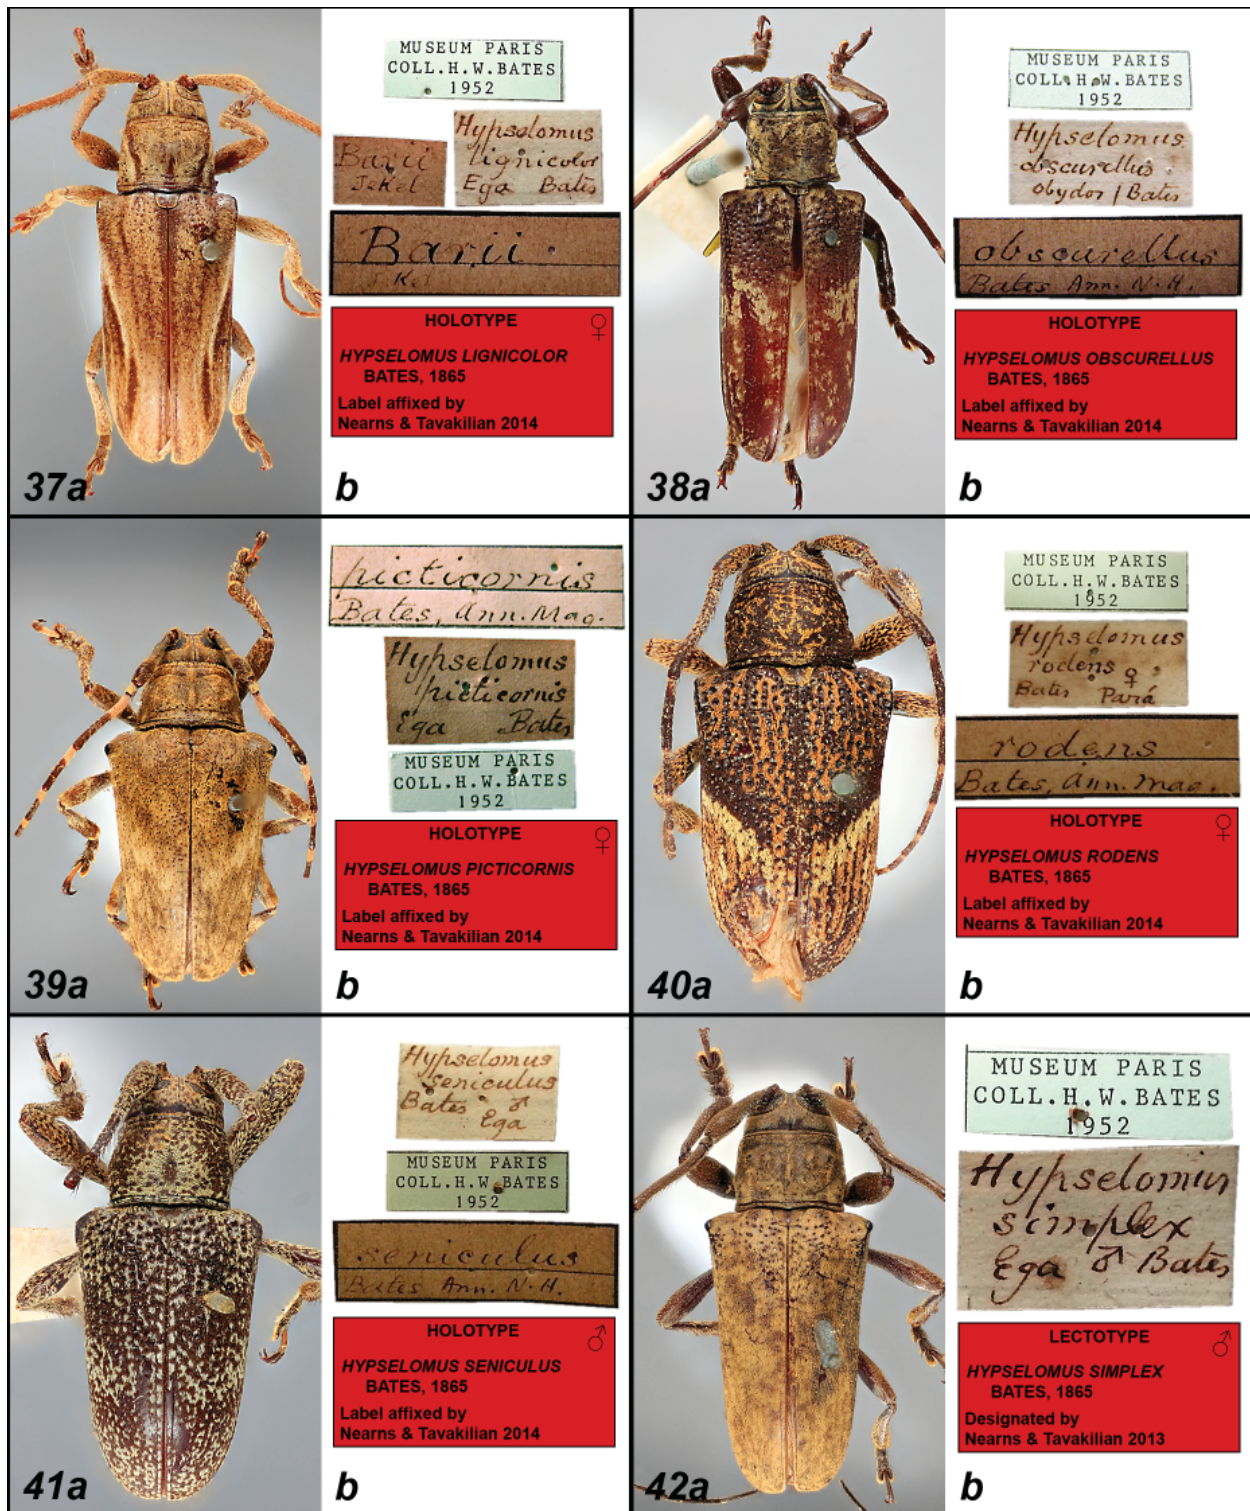 MUSEUM PARIS
COLL.H.W.BATES
1952
Barii
Jekel
Hypselomus
lignicolor
Ega Bates
Barii
J. Kel
HOLOTYPE ♀
HYPSELOMUS LIGNICOLOR
BATES, 1865
Label affixed by
Nearns & Tavakilian 2014
37a
b
MUSEUM PARIS
COLL.H.W.BATES
1952
Hypselomus
obscurellus
obydos / Bates
obscurellus
Bates Ann. N.H.
HOLOTYPE
HYPSELOMUS OBSCURELLUS
BATES, 1865
Label affixed by
Nearns & Tavakilian 2014
38a
b
picticornis
Bates, Ann. Mag.
Hypselomus
picticornis
Ega Bates
MUSEUM PARIS
COLL.H.W.BATES
1952
HOLOTYPE ♀
HYPSELOMUS PICTICORNIS
BATES, 1865
Label affixed by
Nearns & Tavakilian 2014
39a
b
MUSEUM PARIS
COLL.H.W.BATES
1952
Hypselomus
rodens ♀
Bates Pará
rodens
Bates, Ann. Mag.
HOLOTYPE ♀
HYPSELOMUS RODENS
BATES, 1865
Label affixed by
Nearns & Tavakilian 2014
40a
b
Hypselomus
seniculus
Bates ♂
Ega
MUSEUM PARIS
COLL.H.W.BATES
1952
seniculus
Bates Ann. N.H.
HOLOTYPE ♂
HYPSELOMUS SENICULUS
BATES, 1865
Label affixed by
Nearns & Tavakilian 2014
41a
b
MUSEUM PARIS
COLL.H.W.BATES
1952
Hypselomus
simplex
Ega ♂ Bates
LECTOTYPE ♂
HYPSELOMUS SIMPLEX
BATES, 1865
Designated by
Nearns & Tavakilian 2013
42a
b